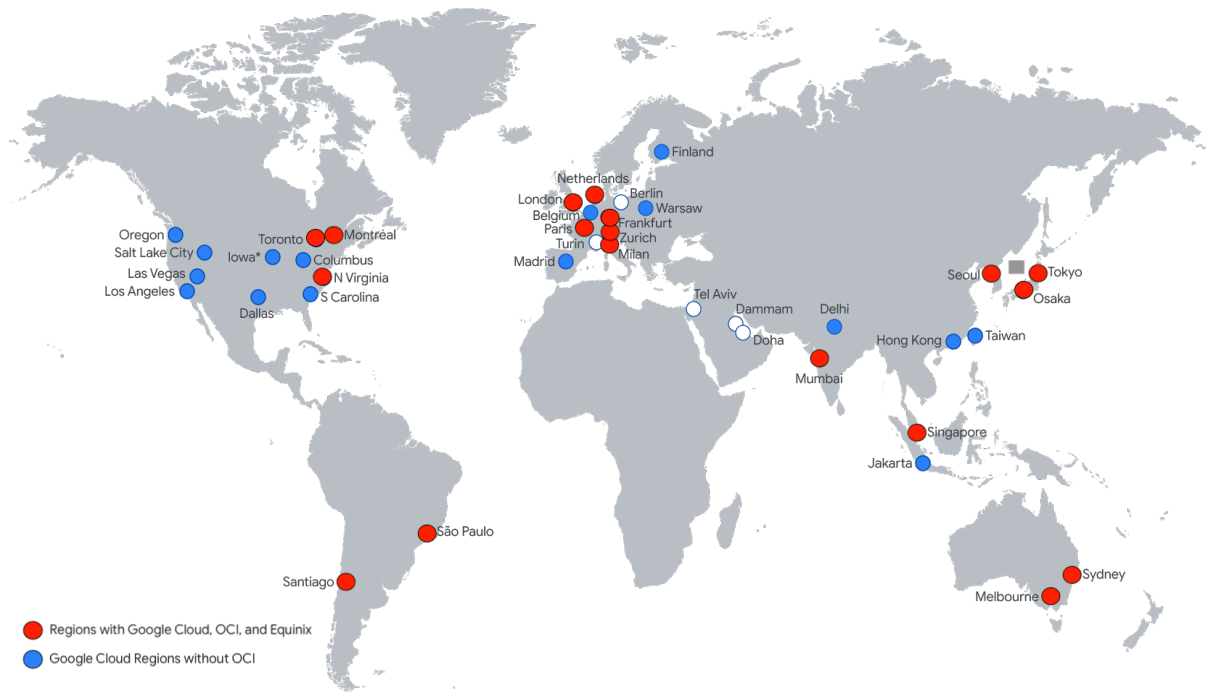 Finland
Netherlands
Berlin
London
Warsaw
Belgium
Frankfurt
Paris
Zurich
Turin
Milan
Madrid
Oregon
Toronto
Montréal
Salt Lake City
Iowa*
Columbus
Las Vegas
N Virginia
Los Angeles
S Carolina
Dallas
Tel Aviv
Dammam
Doha
Delhi
Mumbai
Seoul
Tokyo
Osaka
Hong Kong
Taiwan
Singapore
Jakarta
São Paulo
Santiago
Sydney
Melbourne
Regions with Google Cloud, OCI, and Equinix
Google Cloud Regions without OCI